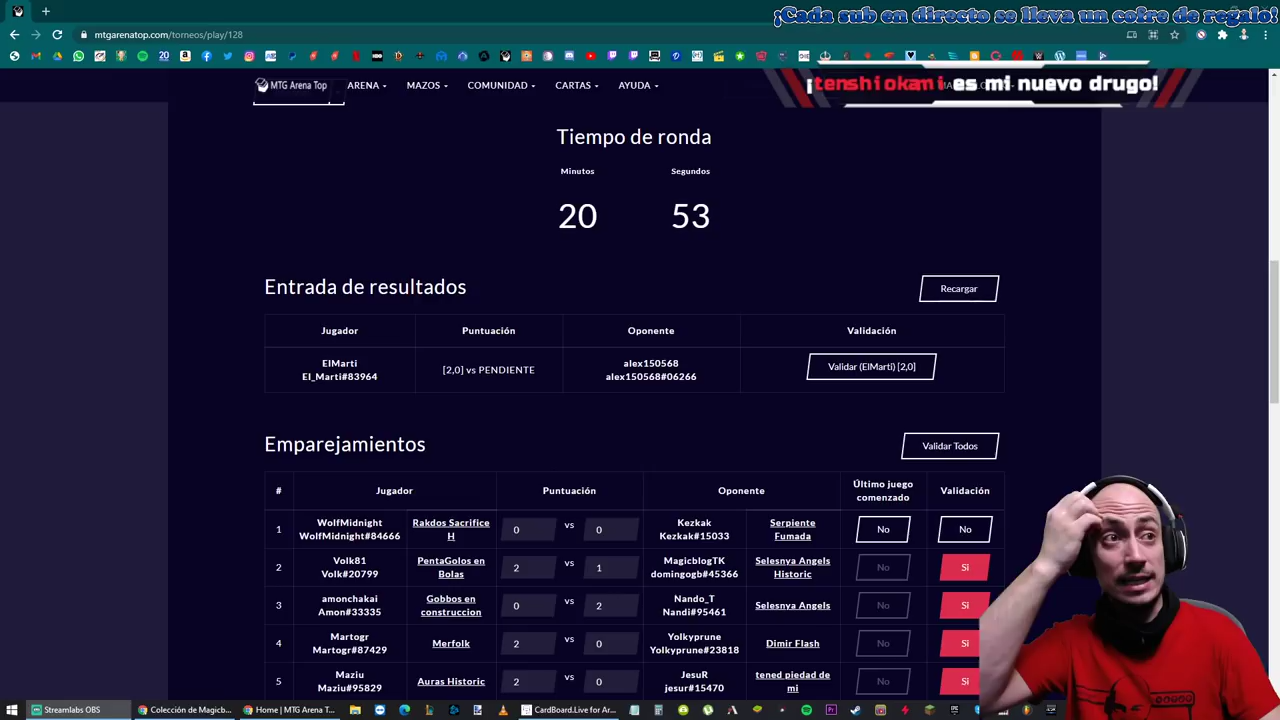 ¡Cada sub en directo se lleva un cofre de regalo!
mtgarenatop.com/torneos/play/128
MTG Arena Top
ARENA
MAZOS
COMUNIDAD
CARTAS
AYUDA
¡tenshiokami es mi nuevo drugo!
Tiempo de ronda
Minutos Segundos
20 53
Entrada de resultados
Recargar
Jugador Puntuación Oponente Validación
ElMarti
El_Marti#83964
[2,0] vs PENDIENTE
alex150568
alex150568#06266
Validar (ElMarti) [2,0]
Emparejamientos
Validar Todos
# Jugador Puntuación Oponente Último juego comenzado Validación
1 WolfMidnight
WolfMidnight#84666
Rakdos Sacrifice
B
0 vs 0
Kezkak
Kezkak#15033
Serpiente
Fumada
No No
2 Volk81
Volk#20799
PentaGolos en
Bolas
2 vs 1
MagicblogTK
domingogb#45366
Selesnya Angels
Historic
No Si
3 amonchakai
Amon#33335
Gobbos en
construccion
0 vs 2
Nando_T
Nandi#95461
Selesnya Angels
No Si
4 Martogr
Martogr#87429
Merfolk
2 vs 0
Yolkyprune
Yolkyprune#23818
Dimir Flash
No Si
5 Maziu
Maziu#95829
Auras Historic
2 vs 0
JesuR
jesur#15470
tened piedad de
mi
No Si
Streamlabs OBS
Colección de Magicb...
Home | MTG Arena T...
CardBoard.Live for Ar...